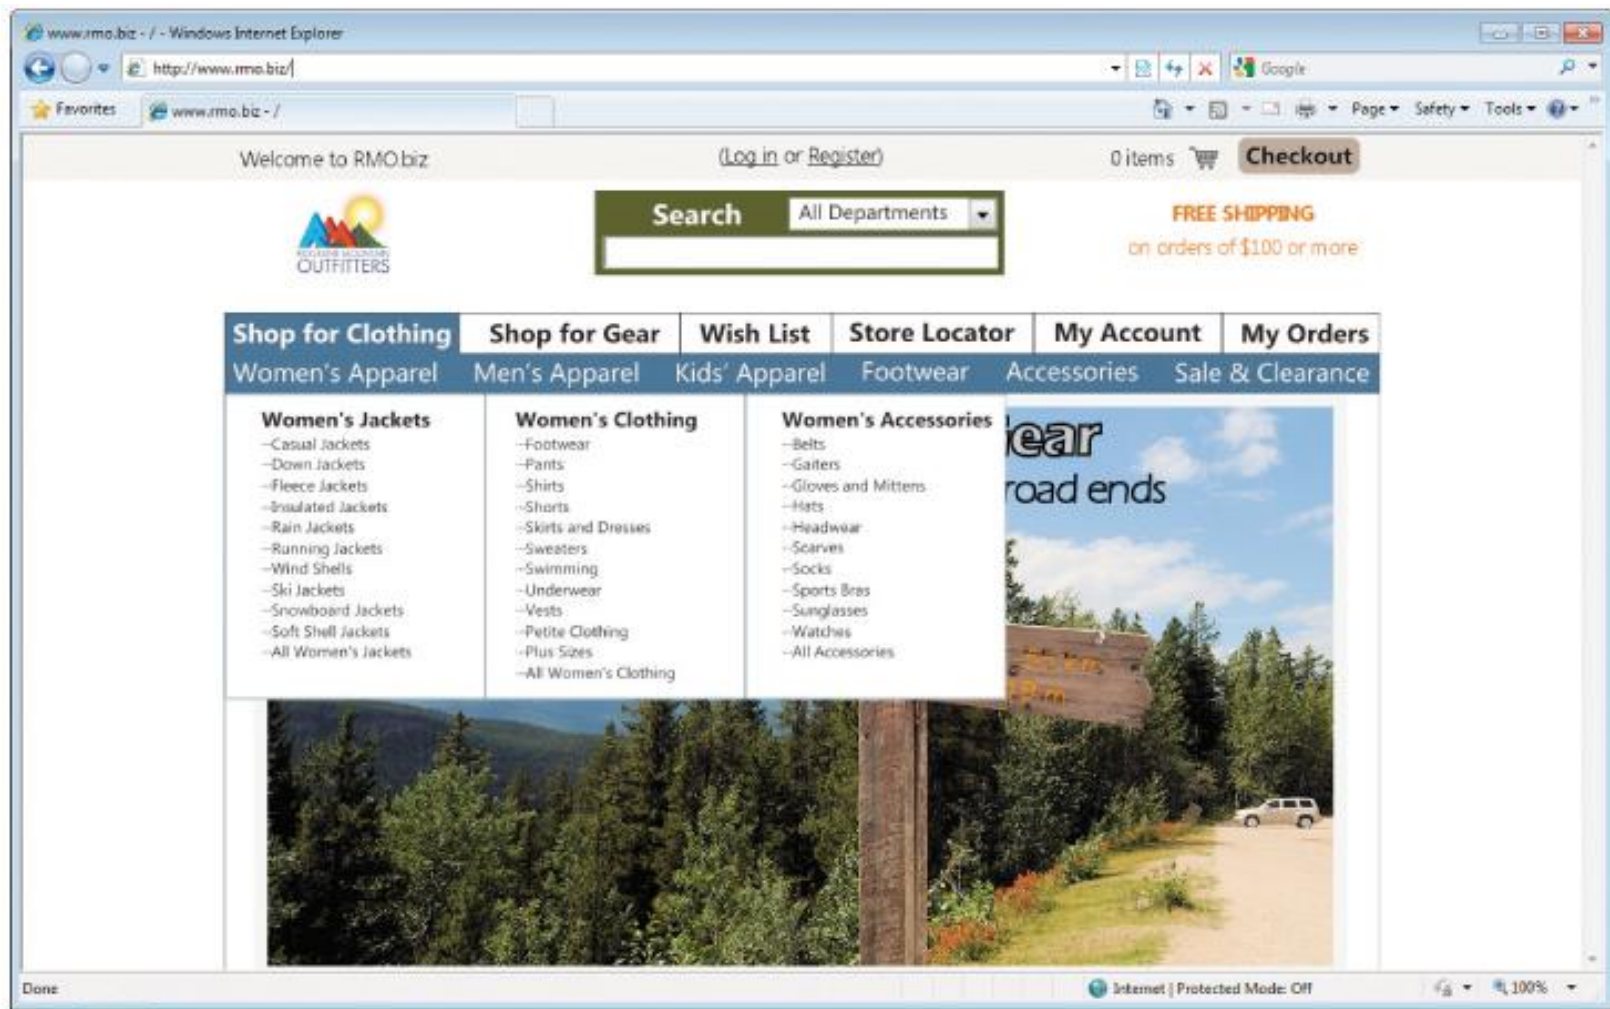 www.rmo.biz - / - Windows Internet Explorer
http://www.rmo.biz/
Google
Favorites
www.rmo.biz - /
Page
Safety
Tools
Welcome to RMO.biz
(Log in or Register)
0 items
Checkout
Search
All Departments
FREE SHIPPING
on orders of $100 or more
OUTFITTERS
Shop for Clothing
Shop for Gear
Wish List
Store Locator
My Account
My Orders
Women's Apparel
Men's Apparel
Kids' Apparel
Footwear
Accessories
Sale & Clearance
Women's Jackets
--Casual Jackets
--Down Jackets
--Fleece Jackets
--Insulated Jackets
--Rain Jackets
--Running Jackets
--Wind Shells
--Ski Jackets
--Snowboard Jackets
--Soft Shell Jackets
--All Women's Jackets
Women's Clothing
--Footwear
--Pants
--Shirts
--Shorts
--Skirts and Dresses
--Sweaters
--Swimming
--Underwear
--Vests
--Petite Clothing
--Plus Sizes
--All Women's Clothing
Women's Accessories
--Belts
--Gaiters
--Gloves and Mittens
--Hats
--Headwear
--Scarves
--Socks
--Sports Bras
--Sunglasses
--Watches
--All Accessories
ear
road ends
Done
Internet | Protected Mode: Off
100%